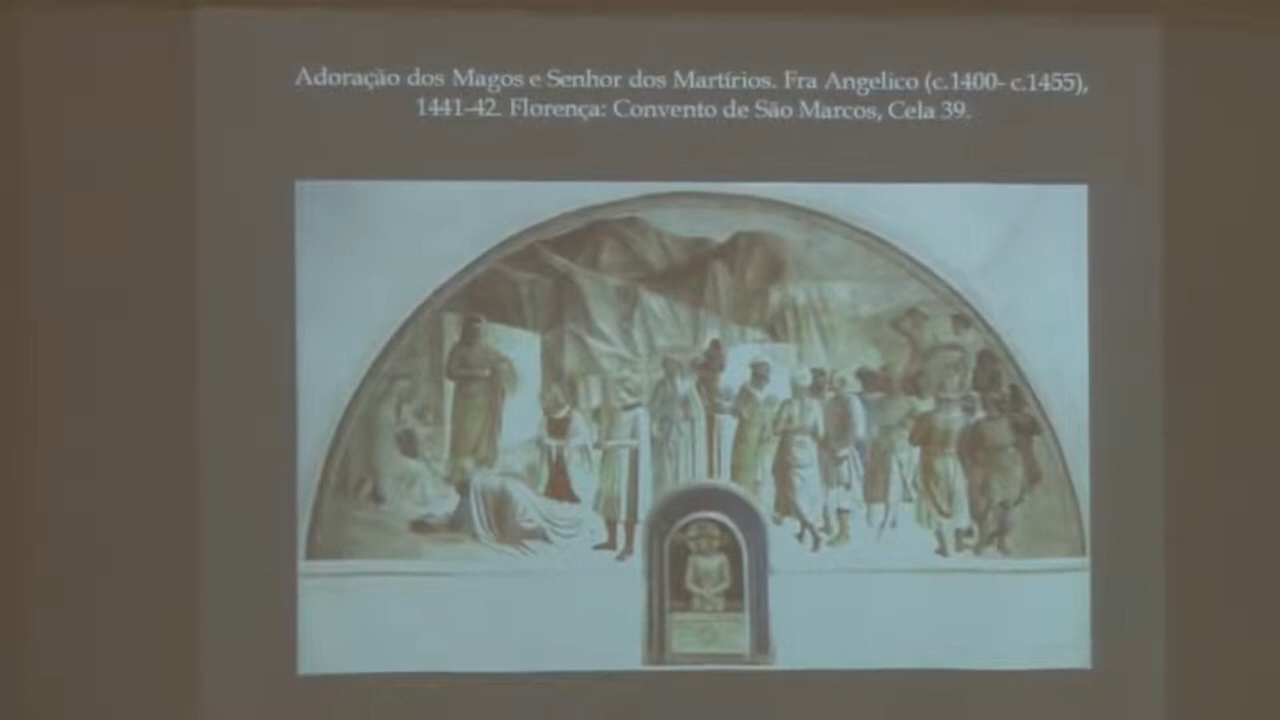 Adoração dos Magos e Senhor dos Martírios. Fra Angelico (c.1400- c.1455),
1441-42. Florença: Convento de São Marcos, Cela 39.